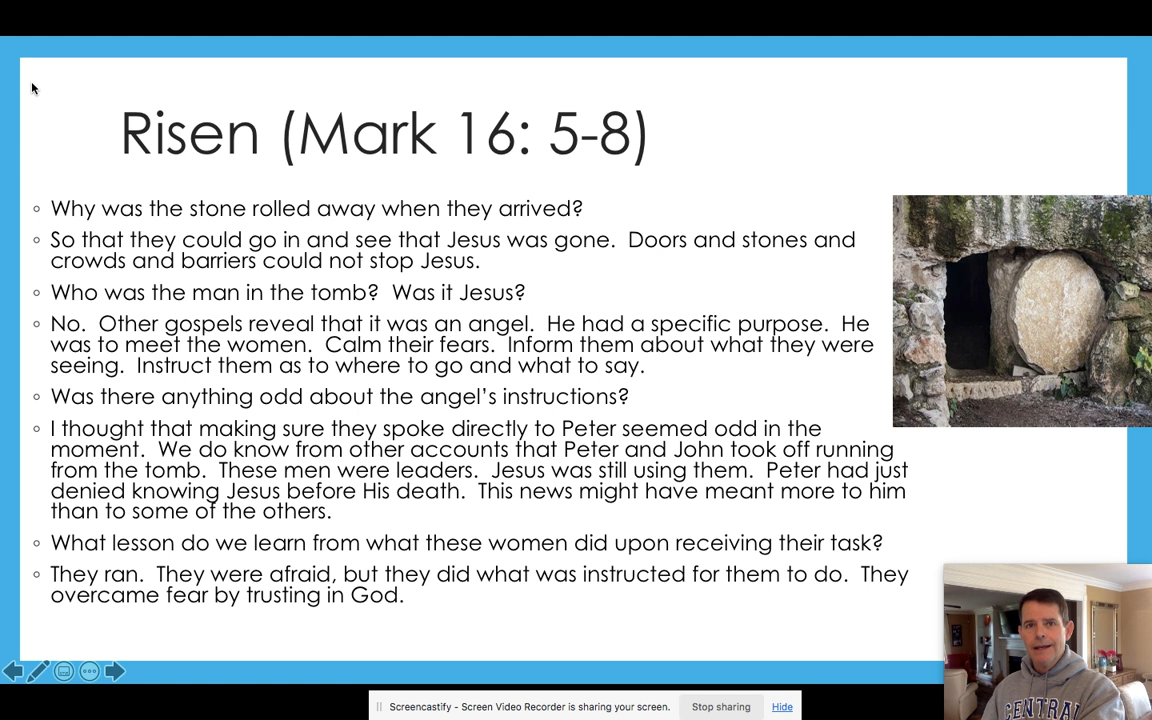 Risen (Mark 16: 5-8)
◦ Why was the stone rolled away when they arrived?
◦ So that they could go in and see that Jesus was gone.  Doors and stones and
crowds and barriers could not stop Jesus.
◦ Who was the man in the tomb?  Was it Jesus?
◦ No.  Other gospels reveal that it was an angel.  He had a specific purpose.  He
was to meet the women.  Calm their fears.  Inform them about what they were
seeing.  Instruct them as to where to go and what to say.
◦ Was there anything odd about the angel’s instructions?
◦ I thought that making sure they spoke directly to Peter seemed odd in the
moment.  We do know from other accounts that Peter and John took off running
from the tomb.  These men were leaders.  Jesus was still using them.  Peter had just
denied knowing Jesus before His death.  This news might have meant more to him
than to some of the others.
◦ What lesson do we learn from what these women did upon receiving their task?
◦ They ran.  They were afraid, but they did what was instructed for them to do.  They
overcame fear by trusting in God.
CENTRAL
Screencastify - Screen Video Recorder is sharing your screen. Stop sharing Hide